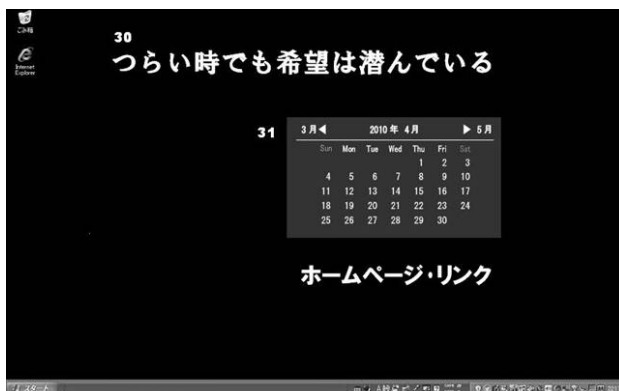 ごみ箱
Internet
Explorer
30
つらい時でも希望は潜んでいる
31
3月◀ 2010年 4月 ▶ 5月
Sun Mon Tue Wed Thu Fri Sat
1 2 3
4 5 6 7 8 9 10
11 12 13 14 15 16 17
18 19 20 21 22 23 24
25 26 27 28 29 30
ホームページ・リンク
スタート